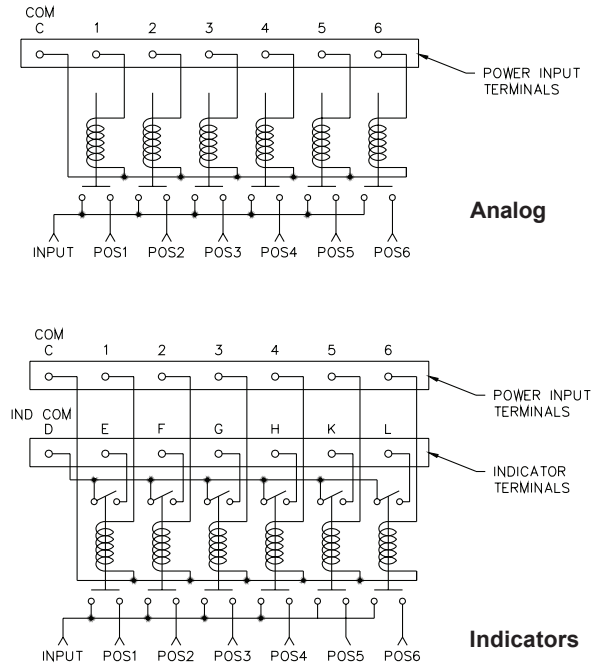 COM
C 1 2 3 4 5 6
POWER INPUT
TERMINALS
Analog
INPUT POS1 POS2 POS3 POS4 POS5 POS6
COM
C 1 2 3 4 5 6
POWER INPUT
TERMINALS
IND COM
D E F G H K L
INDICATOR
TERMINALS
INPUT POS1 POS2 POS3 POS4 POS5 POS6
Indicators